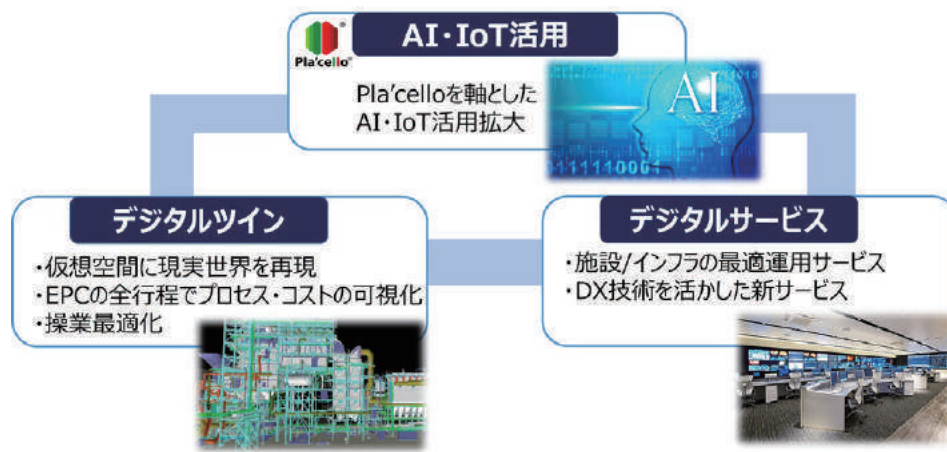 AI・IoT活用
Pla'cello®
Pla'celloを軸とした
AI・IoT活用拡大
AI
デジタルツイン
・仮想空間に現実世界を再現
・EPCの全行程でプロセス・コストの可視化
・操業最適化
デジタルサービス
・施設/インフラの最適運用サービス
・DX技術を活かした新サービス